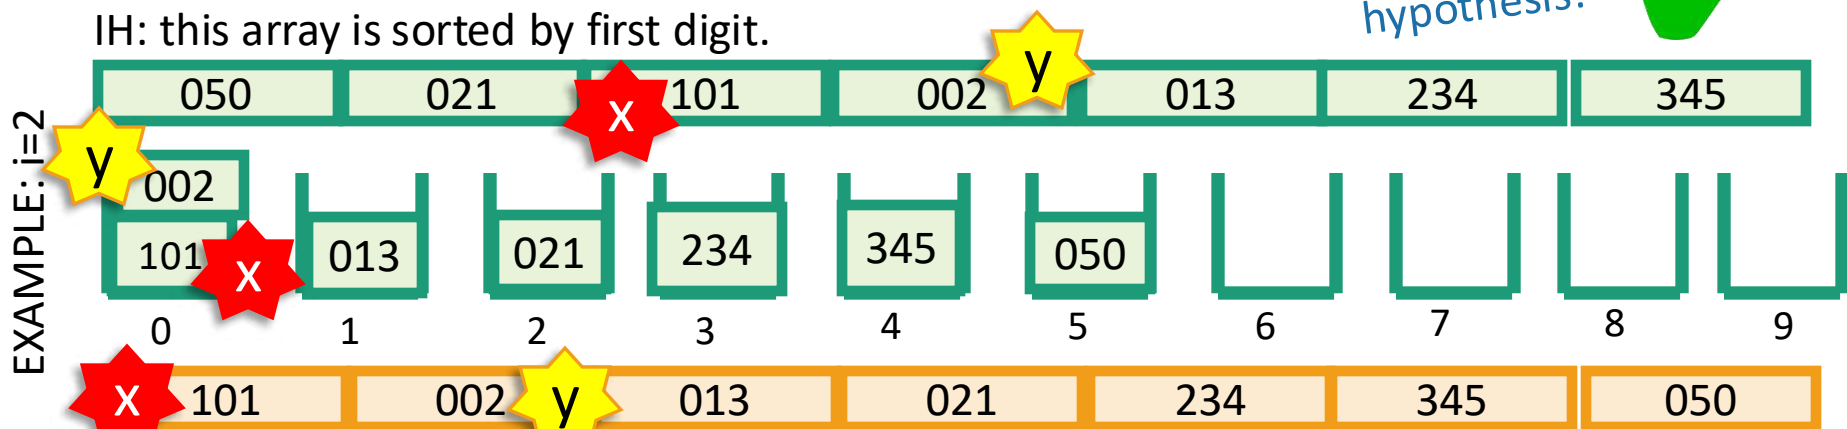 hypothesis.
IH: this array is sorted by first digit.
050 021 x 101 002 y 013 234 345
EXAMPLE: i=2
y 002
101 x 013 021 234 345 050
0 1 2 3 4 5 6 7 8 9
x 101 002 y 013 021 234 345 050